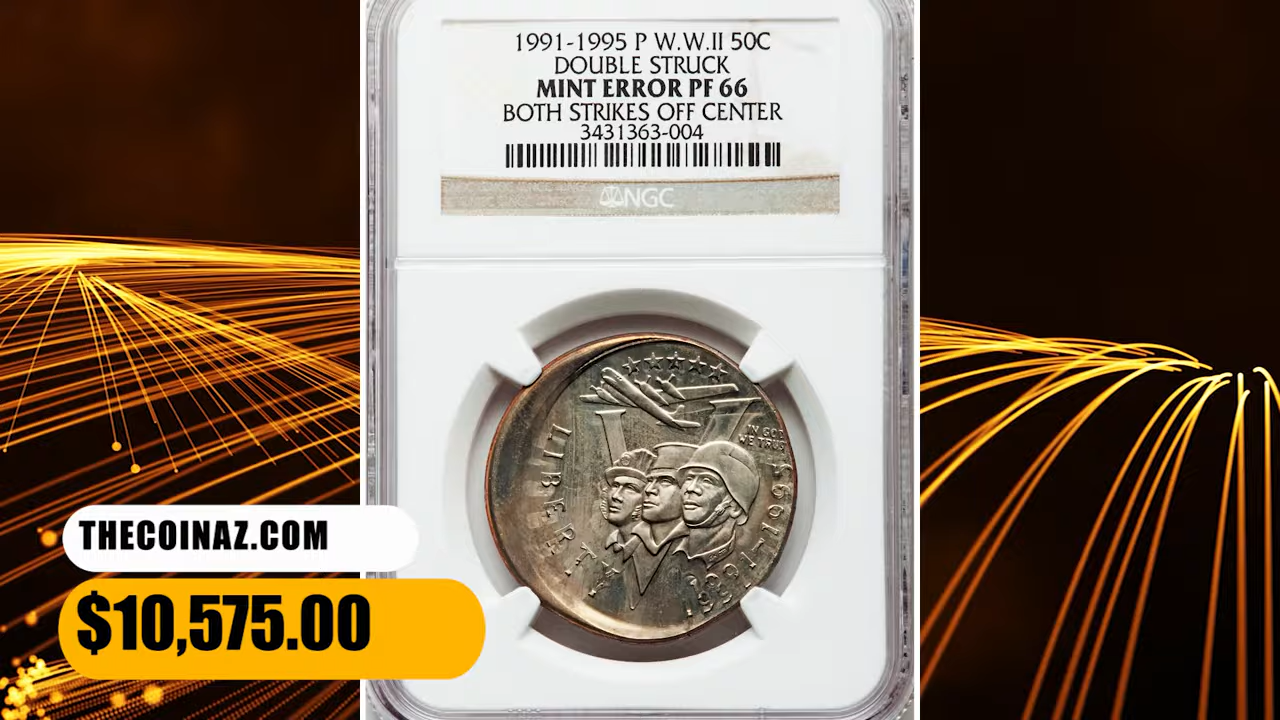 1991-1995 P W.W.II 50C
DOUBLE STRUCK
MINT ERROR PF 66
BOTH STRIKES OFF CENTER
3431363-004
NGC
IN GOD
WE TRUST
LIBERTY
1991-1995
THECOINAZ.COM
$10,575.00